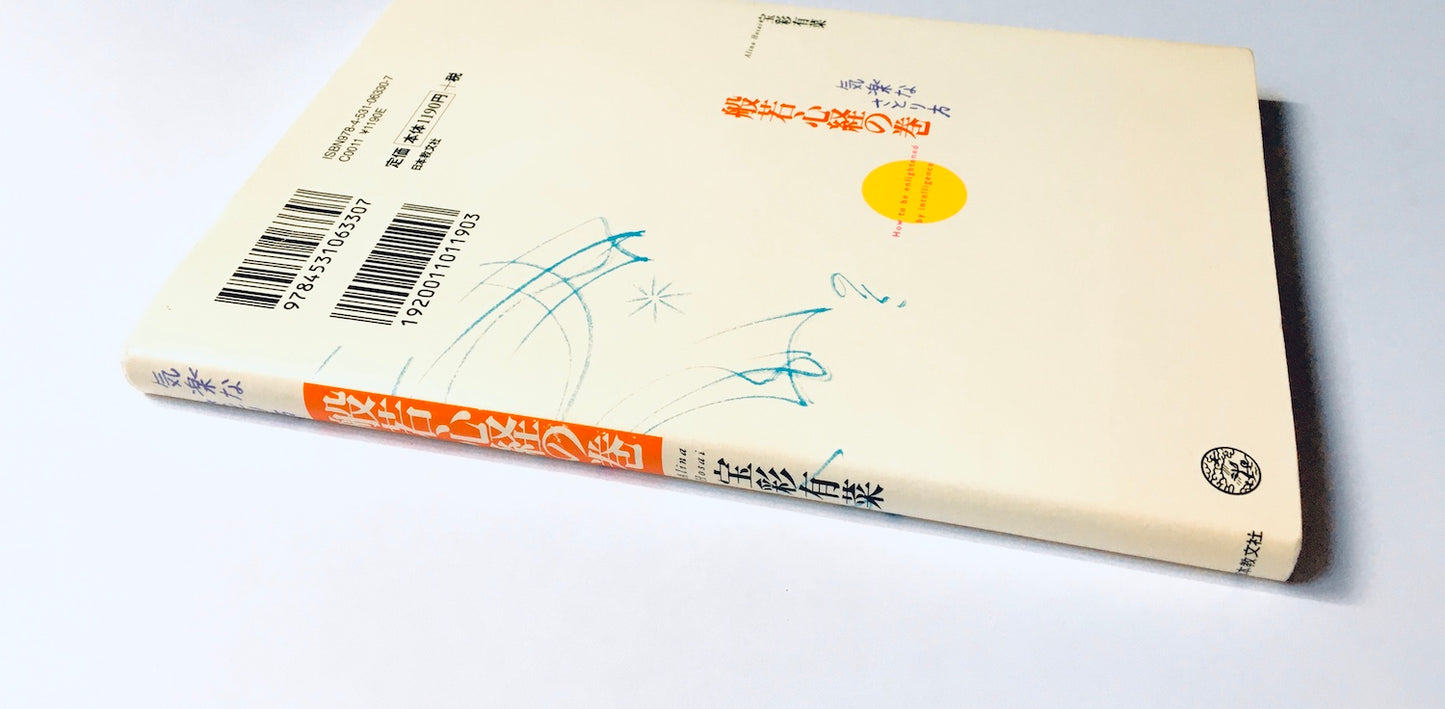 ISBN978-4-531-06330-7
C0011 ¥1190E
定価 本体1190円 +税
日本教文社
9784531063307
1920011011903
宝彩有菜
Alina Hosai
気楽な
さとり方
般若心経の巻
How to be enlightened
by intelligence
気楽な
般若心経の巻
Alina
Hosai
宝彩有菜
本教文社